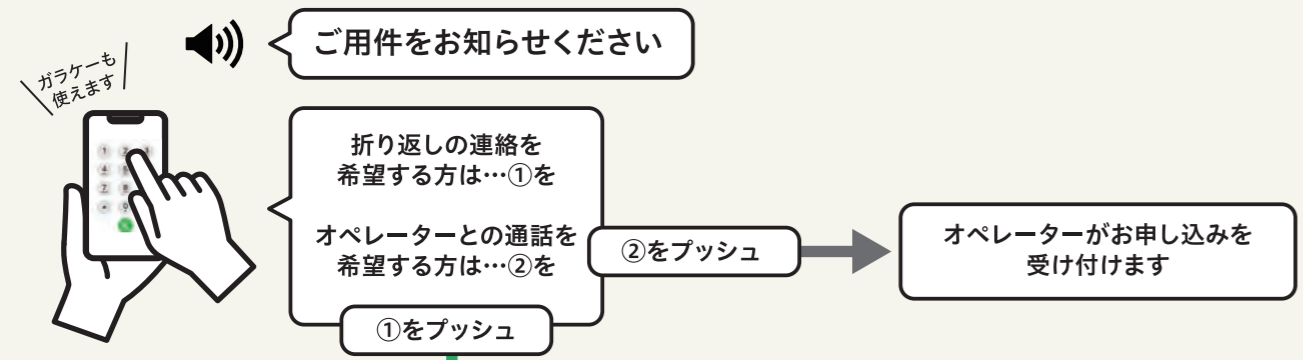 ご用件をお知らせください
ガラケーも
使えます
折り返しの連絡を
希望する方は…①を
オペレーターとの通話を
希望する方は…②を
②をプッシュ
オペレーターがお申し込みを
受け付けます
①をプッシュ